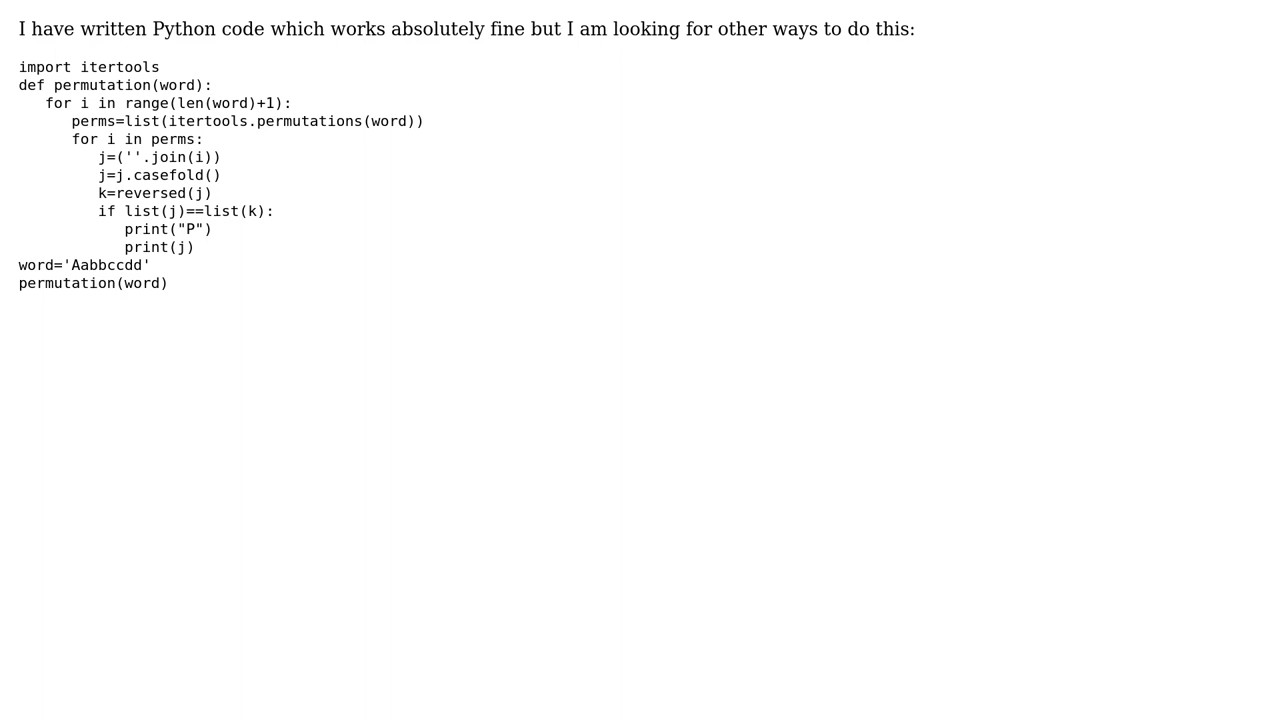 I have written Python code which works absolutely fine but I am looking for other ways to do this:
import itertools
def permutation(word):
   for i in range(len(word)+1):
      perms=list(itertools.permutations(word))
      for i in perms:
         j=(''.join(i))
         j=j.casefold()
         k=reversed(j)
         if list(j)==list(k):
            print("P")
            print(j)
word='Aabbccdd'
permutation(word)